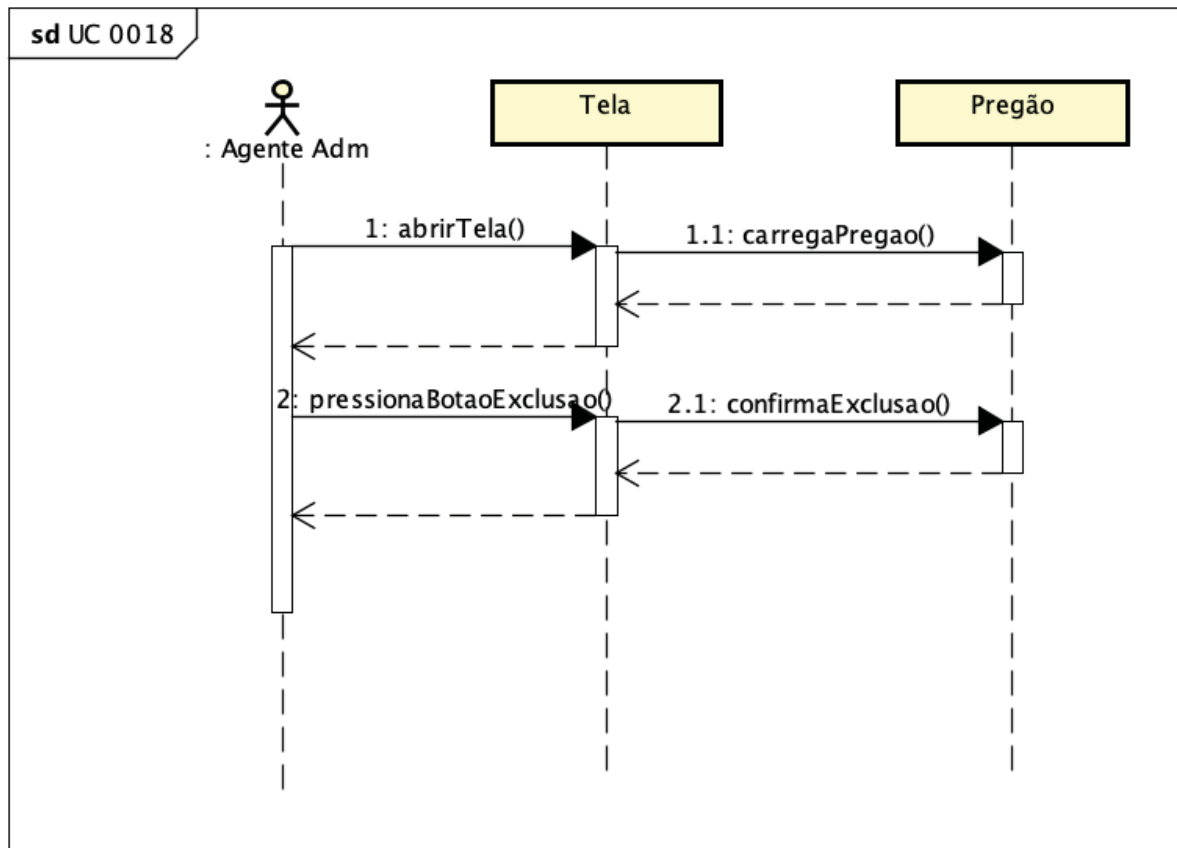 sd UC 0018
Tela
Pregão
: Agente Adm
1: abrirTela()
1.1: carregaPregao()
2: pressionaBotaoExclusao()
2.1: confirmaExclusao()